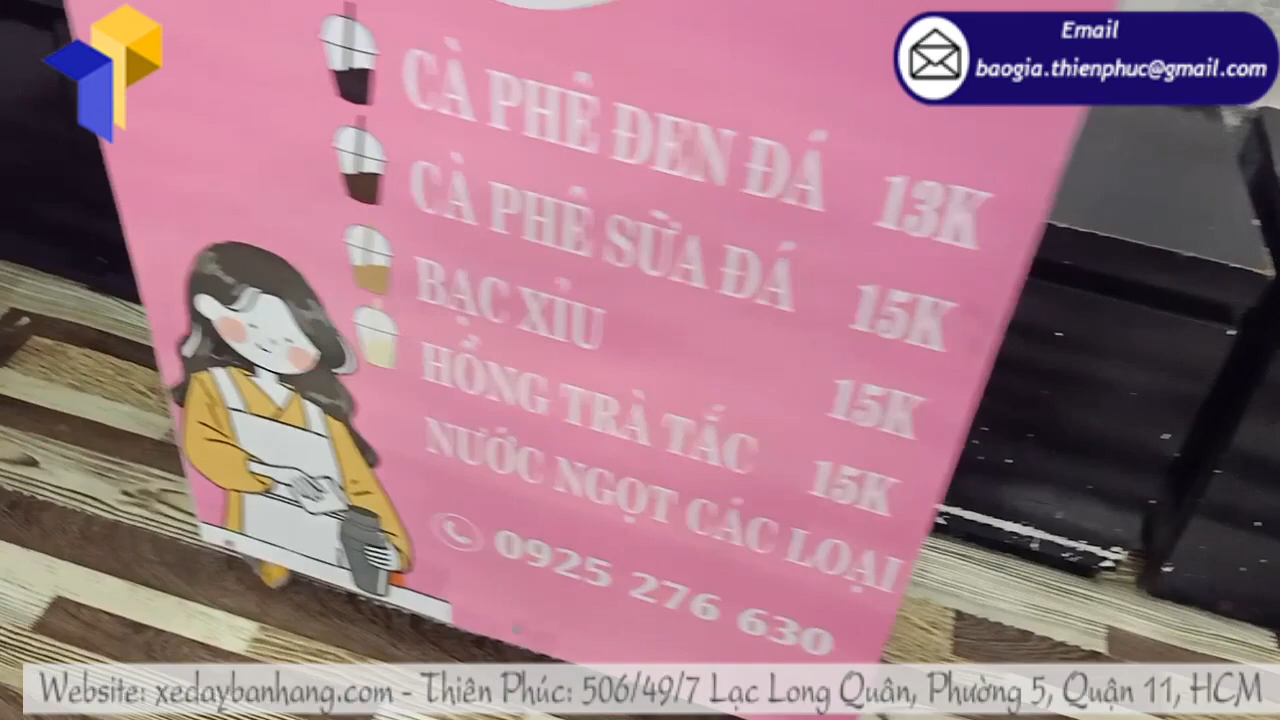 Email
baogia.thienphuc@gmail.com
CÀ PHÊ ĐEN ĐÁ 13K
CÀ PHÊ SỮA ĐÁ 15K
BẠC XỈU 15K
HỒNG TRÀ TẮC 15K
NƯỚC NGỌT CÁC LOẠI
0925 276 630
Website: xedaybanhang.com - Thiên Phúc: 506/49/7 Lạc Long Quân, Phường 5, Quận 11, HCM